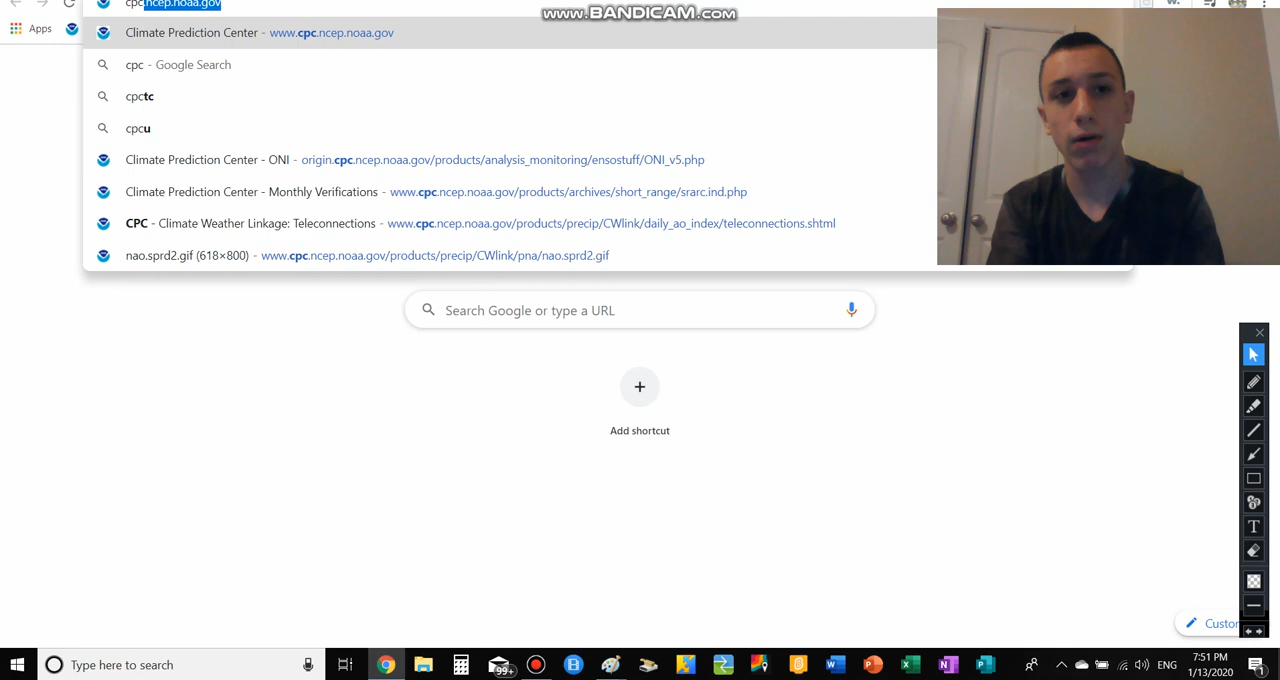 cpc.ncep.noaa.gov
www.BANDICAM.com
Apps
Climate Prediction Center - www.cpc.ncep.noaa.gov
cpc - Google Search
cpctc
cpcu
Climate Prediction Center - ONI - origin.cpc.ncep.noaa.gov/products/analysis_monitoring/ensostuff/ONI_v5.php
Climate Prediction Center - Monthly Verifications - www.cpc.ncep.noaa.gov/products/archives/short_range/srarc.ind.php
CPC - Climate Weather Linkage: Teleconnections - www.cpc.ncep.noaa.gov/products/precip/CWlink/daily_ao_index/teleconnections.shtml
nao.sprd2.gif (618×800) - www.cpc.ncep.noaa.gov/products/precip/CWlink/pna/nao.sprd2.gif
Search Google or type a URL
Add shortcut
T
Custor
Type here to search
99+
ENG
7:51 PM
1/13/2020
1